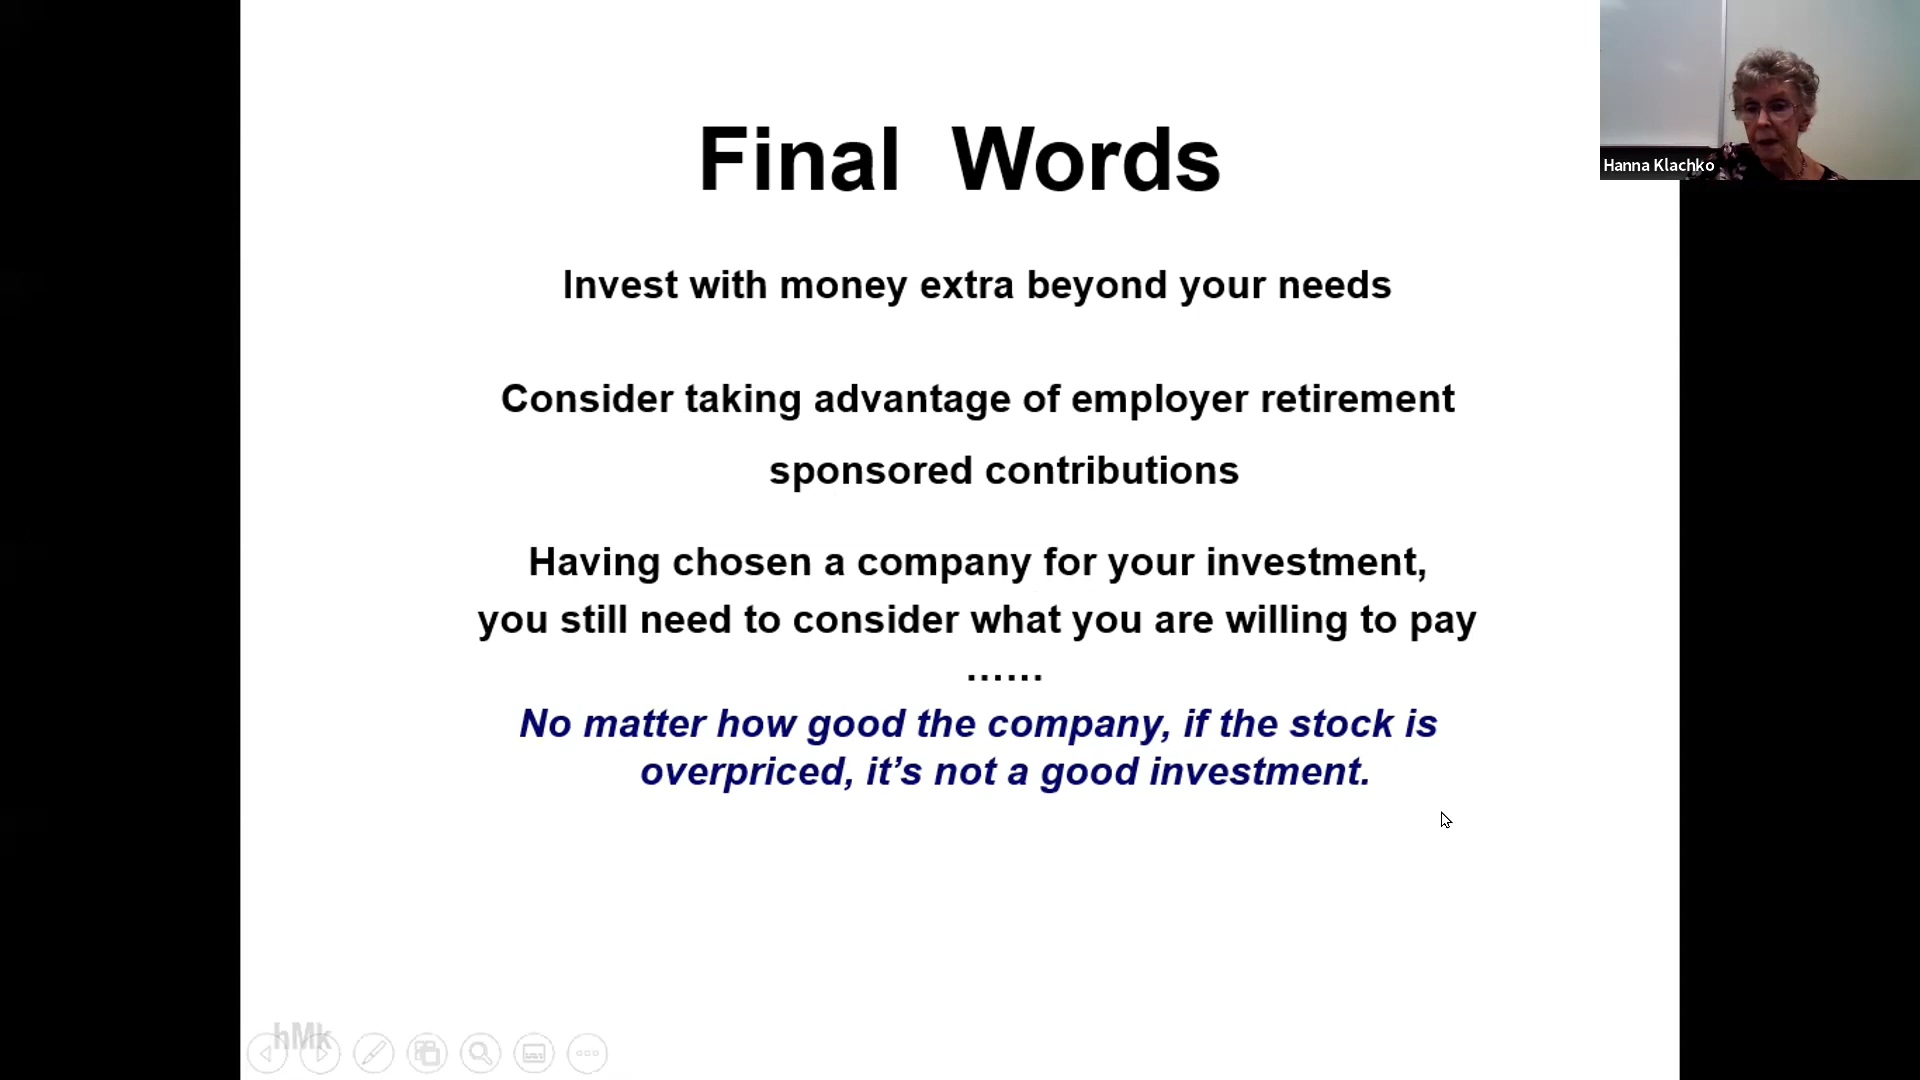 Final Words
Hanna Klachko
Invest with money extra beyond your needs
Consider taking advantage of employer retirement
sponsored contributions
Having chosen a company for your investment,
you still need to consider what you are willing to pay
......
No matter how good the company, if the stock is
overpriced, it’s not a good investment.
hMk